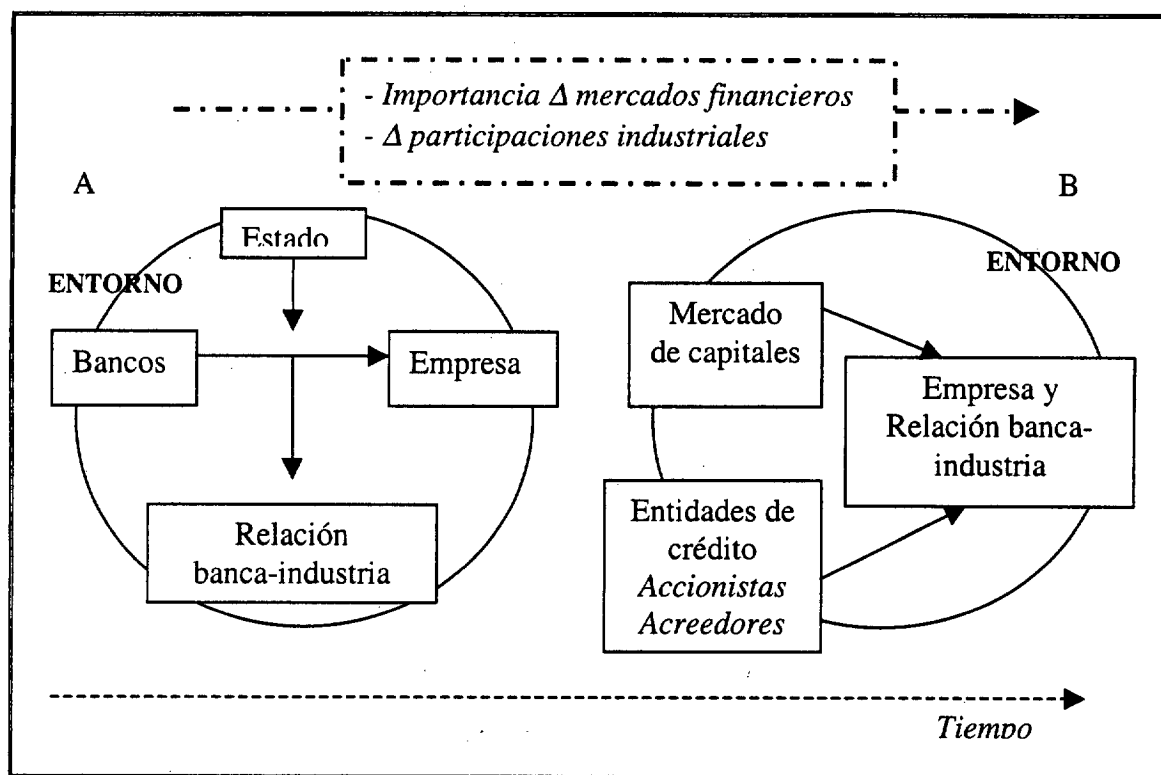 - Importancia Δ mercados financieros
- Δ participaciones industriales
A
B
Estado
ENTORNO
Bancos
Empresa
Relación
banca-industria
ENTORNO
Mercado
de capitales
Empresa y
Relación banca-
industria
Entidades de
crédito
Accionistas
Acreedores
Tiempo